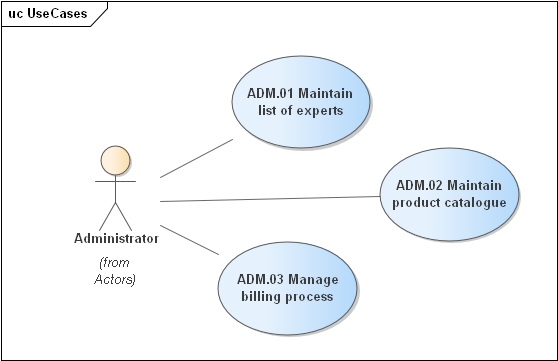 uc UseCases
ADM.01 Maintain
list of experts
ADM.02 Maintain
product catalogue
Administrator
(from
Actors)
ADM.03 Manage
billing process